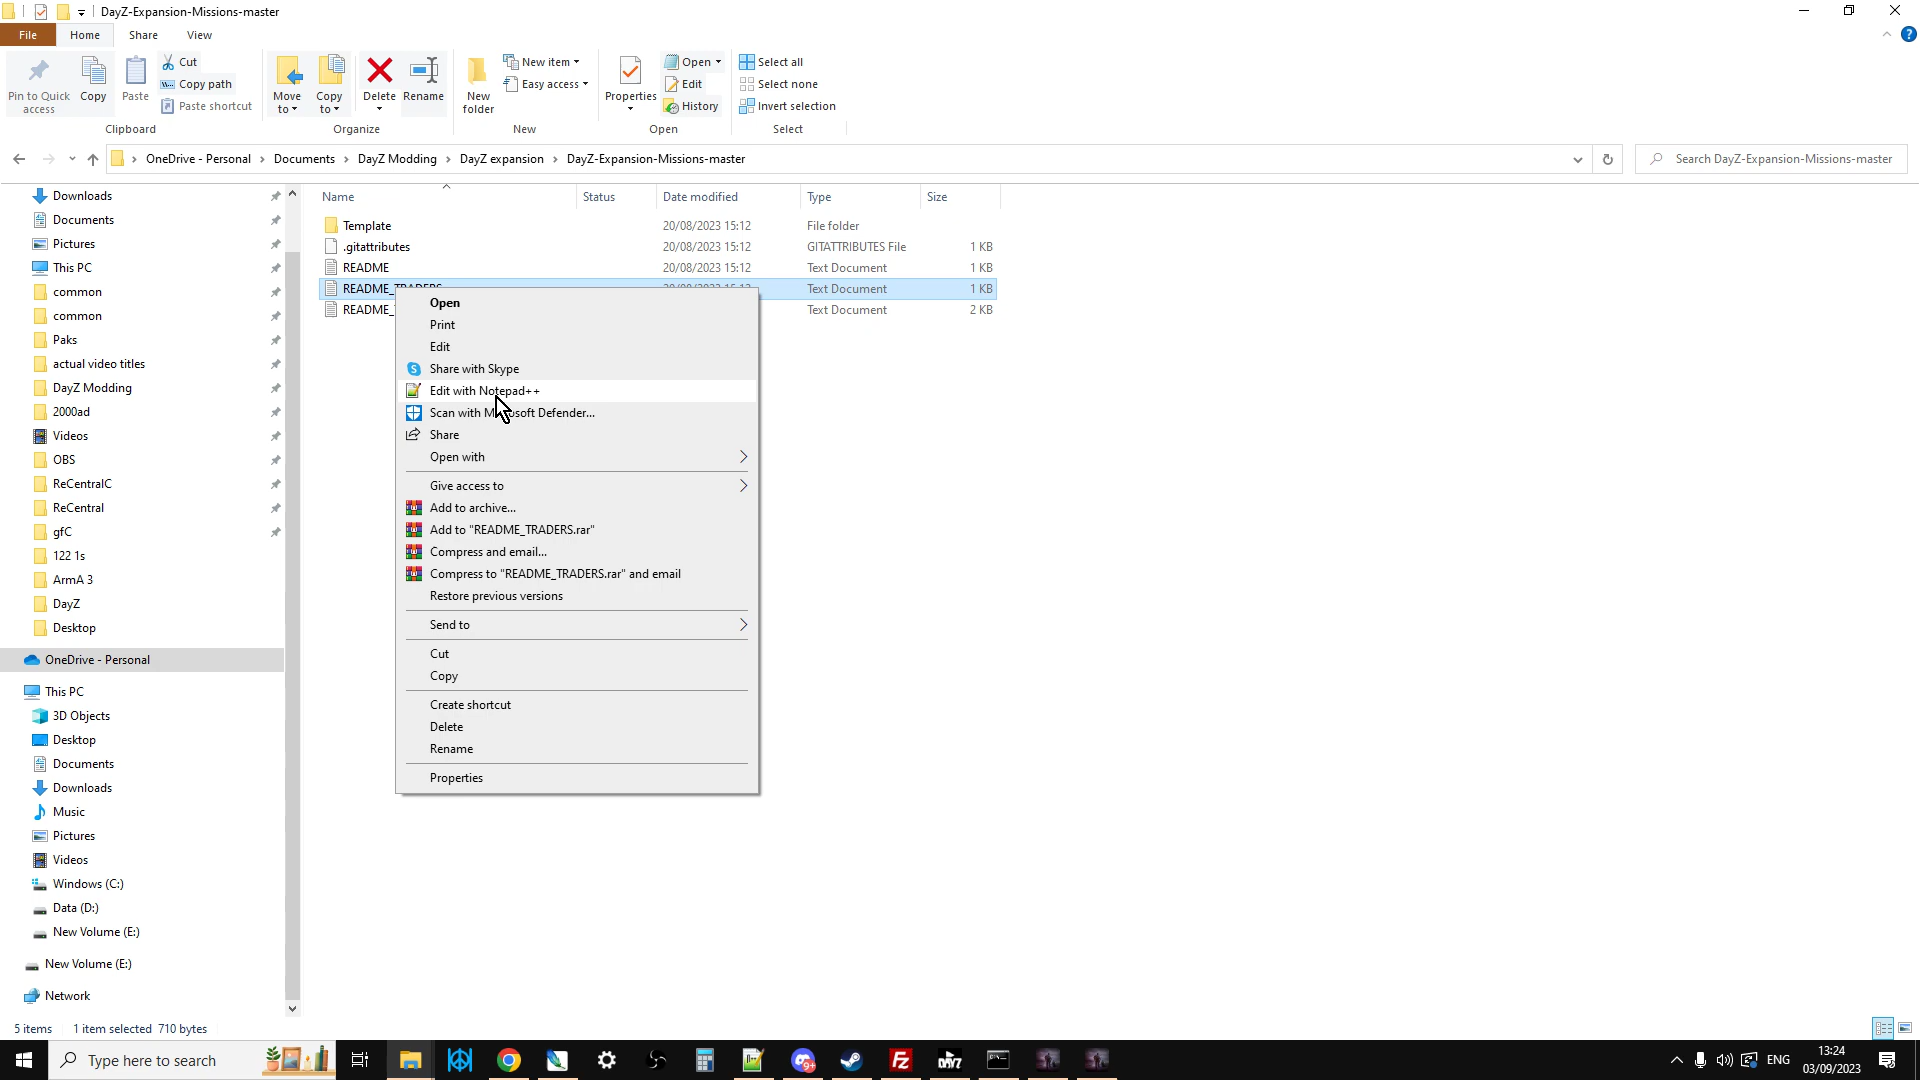 DayZ-Expansion-Missions-master
File Home Share View
Pin to Quick access
Copy
Paste
Cut
Copy path
Paste shortcut
Move to
Copy to
Delete
Rename
New folder
New item
Easy access
Properties
Open
Edit
History
Select all
Select none
Invert selection
Clipboard Organize New Open Select
OneDrive - Personal › Documents › DayZ Modding › DayZ expansion › DayZ-Expansion-Missions-master
Search DayZ-Expansion-Missions-master
Name Status Date modified Type Size
Template 20/08/2023 15:12 File folder
.gitattributes 20/08/2023 15:12 GITATTRIBUTES File 1 KB
README 20/08/2023 15:12 Text Document 1 KB
README_TRADERS Text Document 1 KB
README_ Text Document 2 KB
Downloads
Documents
Pictures
This PC
common
common
Paks
actual video titles
DayZ Modding
2000ad
Videos
OBS
ReCentralC
ReCentral
gfC
122 1s
ArmA 3
DayZ
Desktop
OneDrive - Personal
This PC
3D Objects
Desktop
Documents
Downloads
Music
Pictures
Videos
Windows (C:)
Data (D:)
New Volume (E:)
New Volume (E:)
Network
Open
Print
Edit
Share with Skype
Edit with Notepad++
Scan with Microsoft Defender...
Share
Open with
Give access to
Add to archive...
Add to "README_TRADERS.rar"
Compress and email...
Compress to "README_TRADERS.rar" and email
Restore previous versions
Send to
Cut
Copy
Create shortcut
Delete
Rename
Properties
5 items 1 item selected 710 bytes
Type here to search
DAYZ
ENG
13:24
03/09/2023